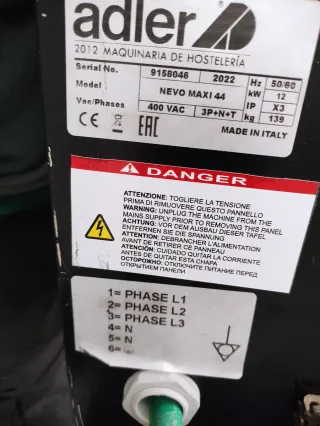 adler
2012 MAQUINARIA DE HOSTELERÍA
Serial No. 9158046 2022 Hz 50/60
Model NEVO MAXI 44 kW 12
Vac/Phases 400 VAC 3P+N+T IP X3
kg 139
CE EAC MADE IN ITALY
DANGER
ATTENZIONE: TOGLIERE LA TENSIONE
PRIMA DI RIMUOVERE QUESTO PANNELLO
WARNING: UNPLUG THE MACHINE FROM THE
MAINS SUPPLY PRIOR TO REMOVING THIS PANEL
ACHTUNG: VOR DEM AUSBAU DIESER TAFEL
ENTFERNEN SIE DIE SPANNUNG
ATTENTION: DEBRANCHER L'ALIMENTATION
AVANT DE RETIRER CE PANNEAU
ATENCIÓN: QUITAR LA CORRIENTE
ANTES DE QUITAR ESTA CHAPA
ОСТОРОЖНО: ОТКЛЮЧИТЕ ПИТАНИЕ ПЕРЕД
ОТКРЫТИЕМ ПАНЕЛИ
1= PHASE L1
2= PHASE L2
3= PHASE L3
4= N
5= N
6=